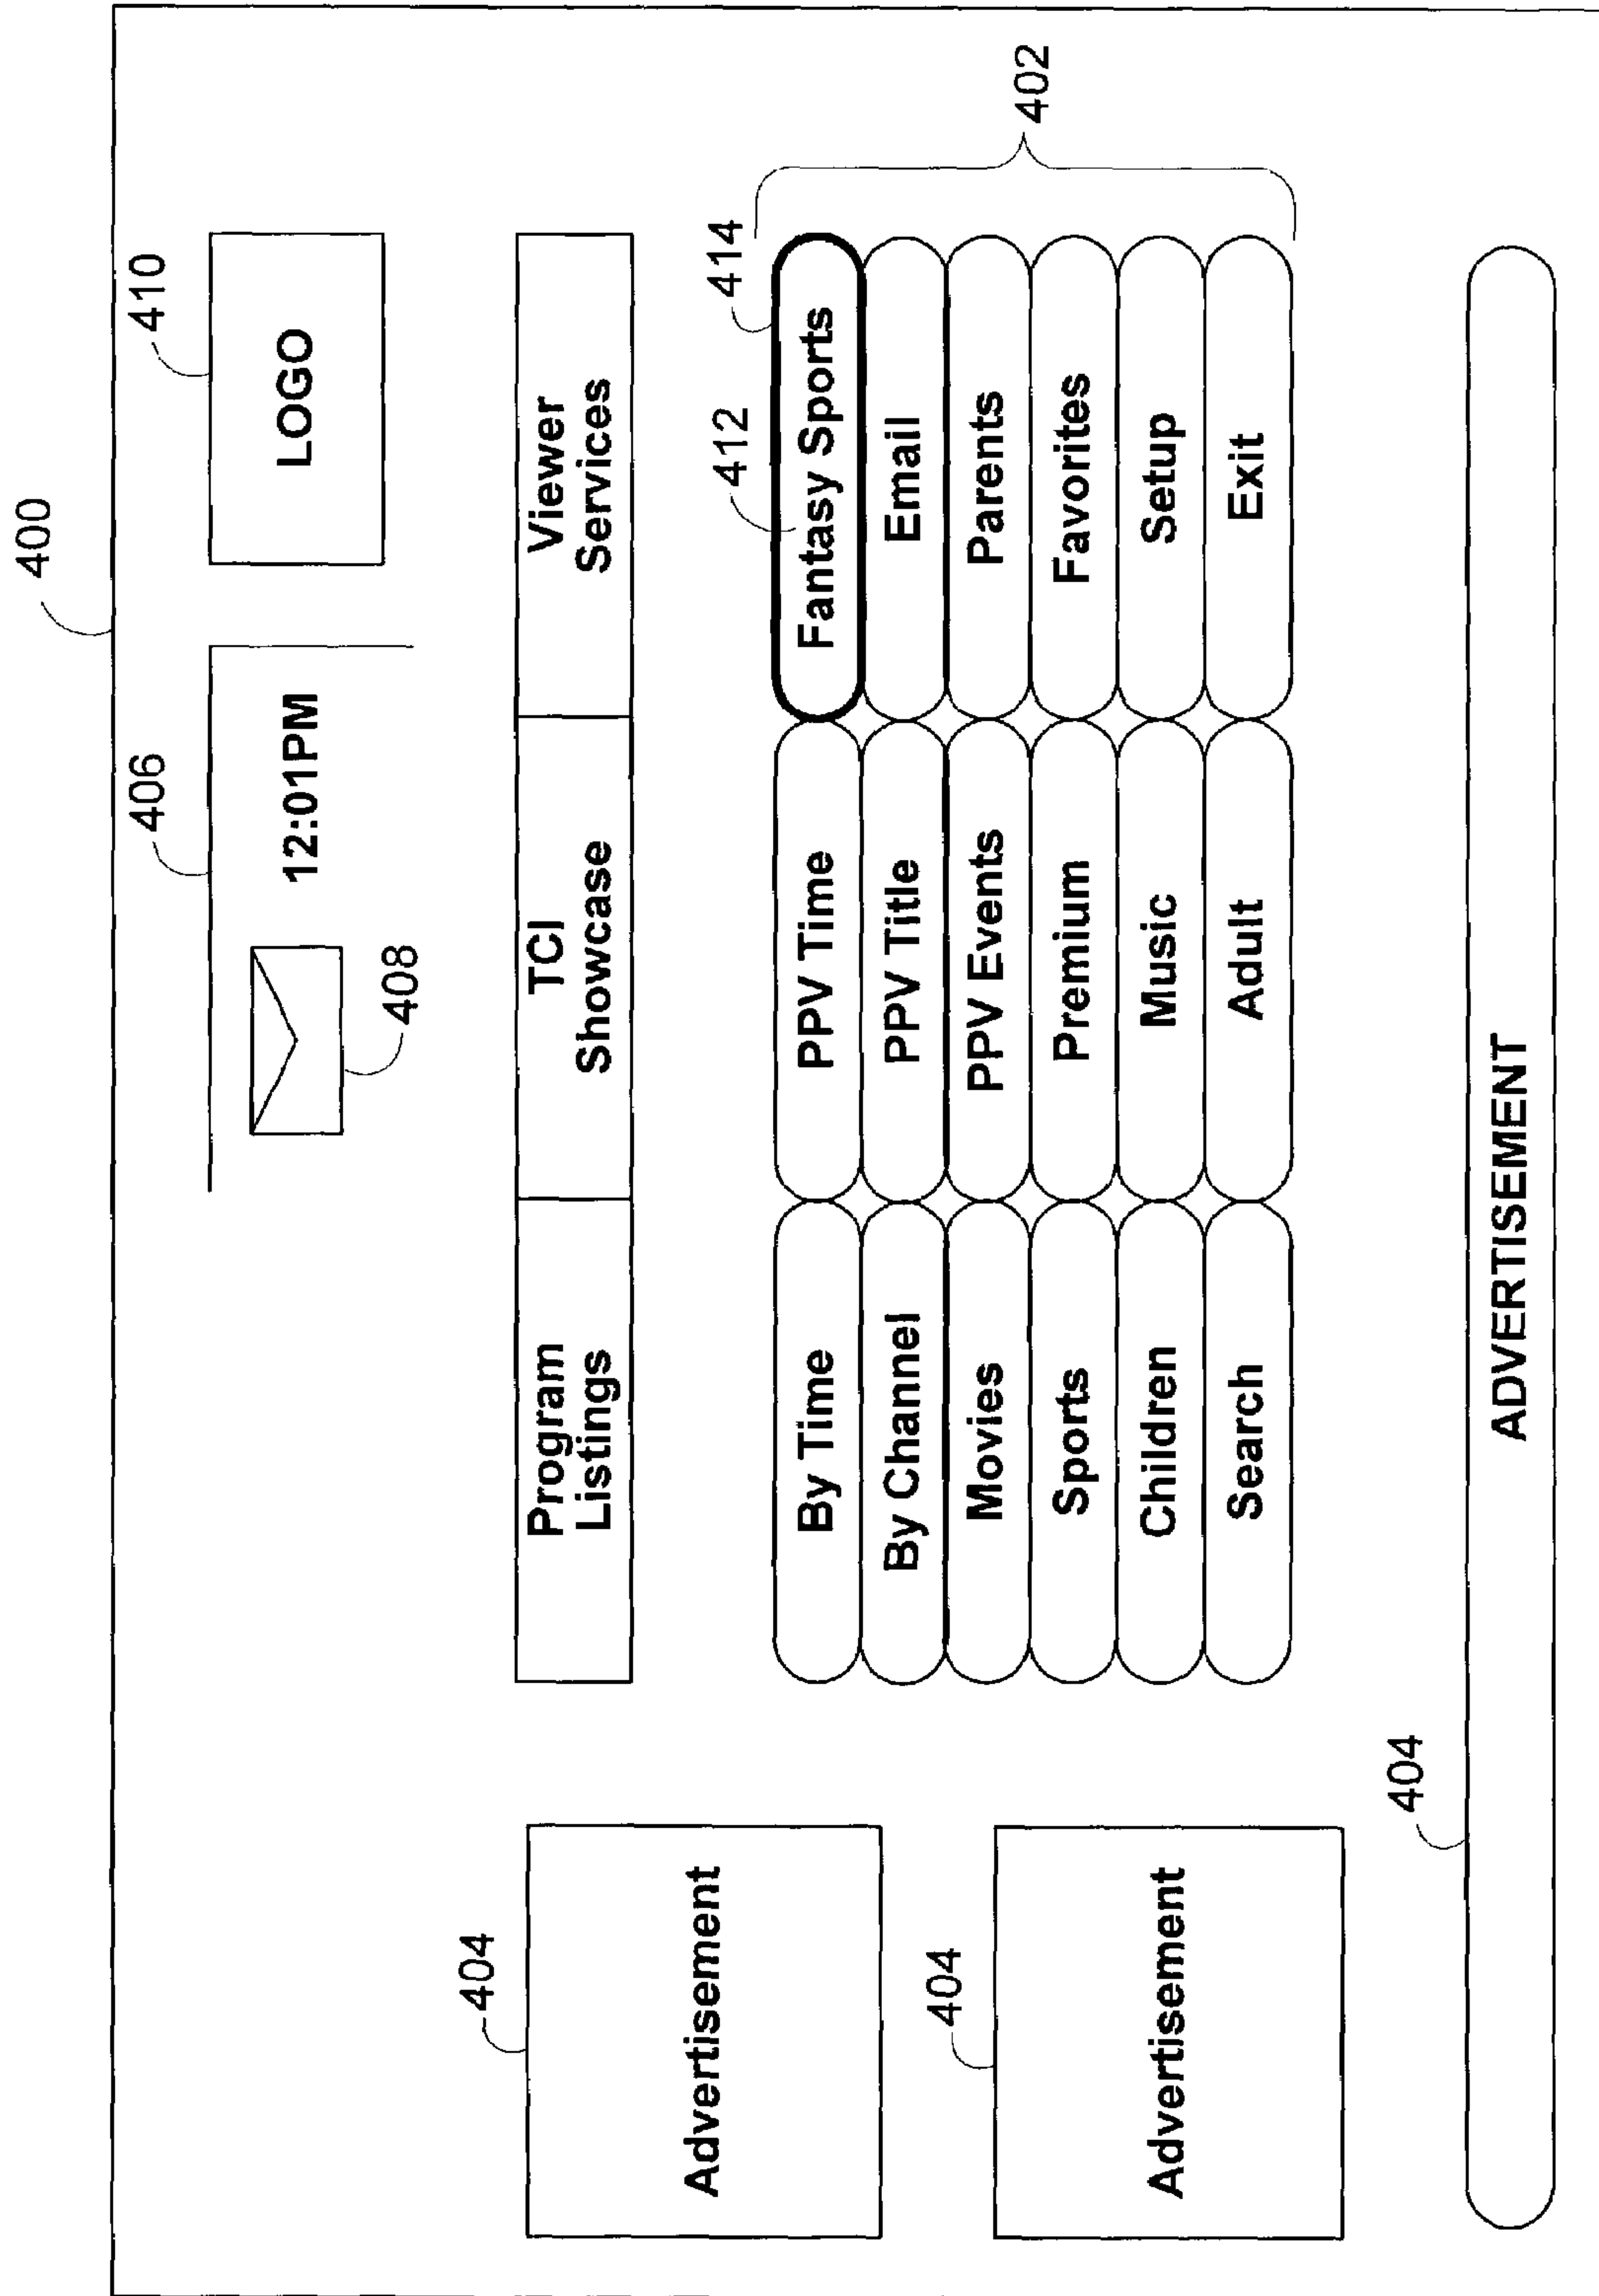 400
406
410
12:01PM
LOGO
408
Program
Listings
TCI
Showcase
Viewer
Services
404
Advertisement
404
Advertisement
412
414
By Time
PPV Time
Fantasy Sports
By Channel
PPV Title
Email
Movies
PPV Events
Parents
Sports
Premium
Favorites
Children
Music
Setup
Search
Adult
Exit
402
404
ADVERTISEMENT